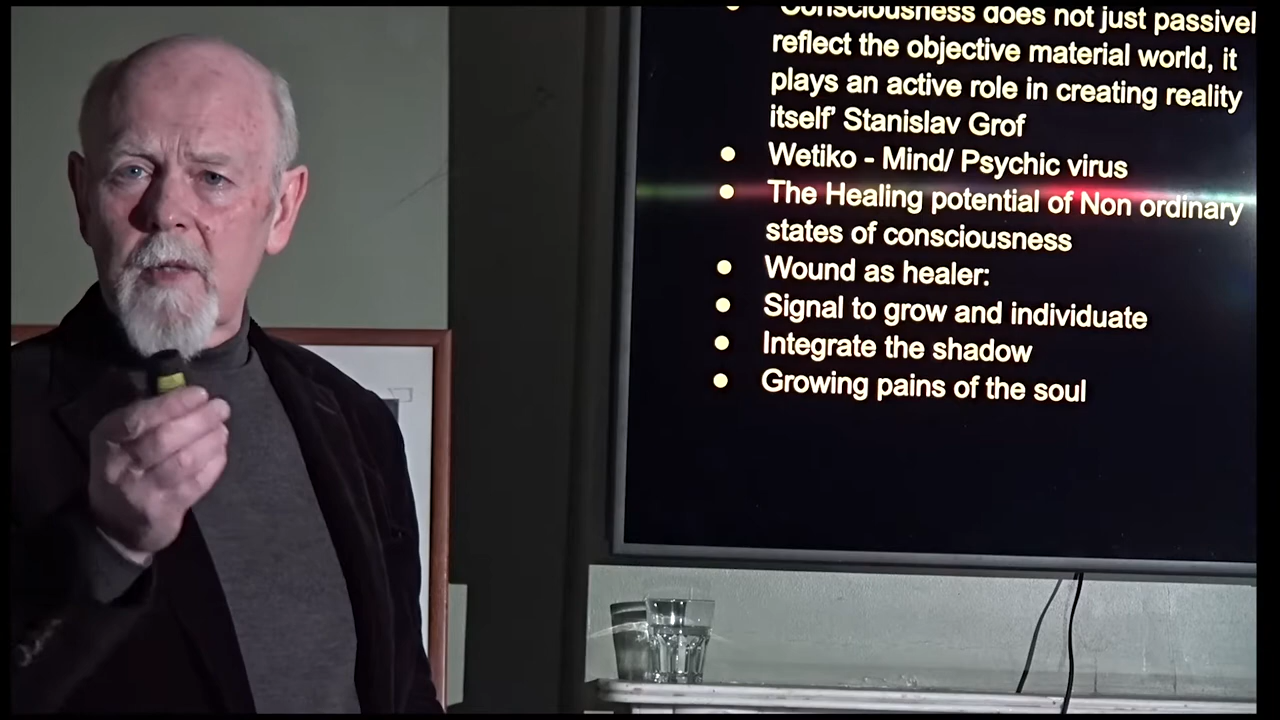 'Consciousness does not just passivel
reflect the objective material world, it
plays an active role in creating reality
itself' Stanislav Grof
Wetiko - Mind/ Psychic virus
The Healing potential of Non ordinary
states of consciousness
Wound as healer:
Signal to grow and individuate
Integrate the shadow
Growing pains of the soul